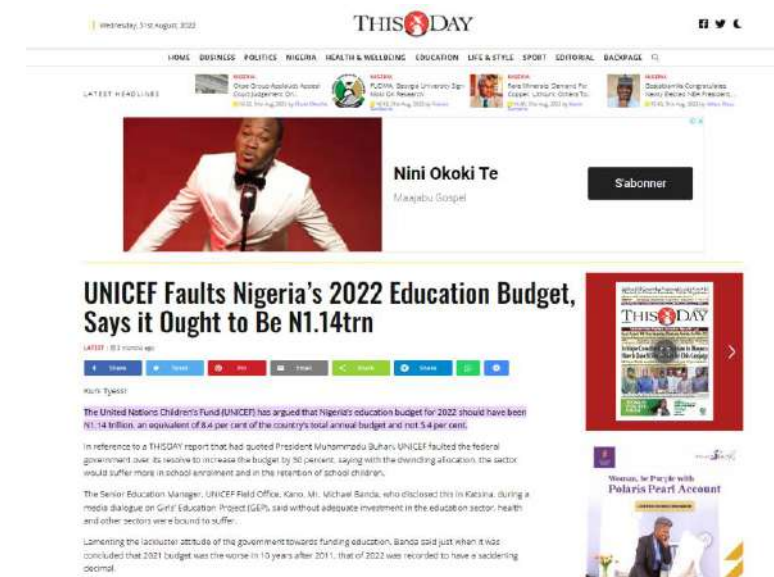 Wednesday, 31st August, 2022
THISDAY
HOME BUSINESS POLITICS NIGERIA HEALTH & WELLBEING EDUCATION LIFE & STYLE SPORT EDITORIAL BACKPAGE
LATEST HEADLINES
NIGERIA
NIGERIA
NIGERIA
NIGERIA
Nini Okoki Te
Maajabu Gospel
S'abonner
UNICEF Faults Nigeria's 2022 Education Budget,
Says it Ought to Be N1.14trn
LATEST
Share Tweet Pin Email Share Share
The United Nations Children's Fund (UNICEF) has argued that Nigeria's education budget for 2022 should have been
N1.14 trillion, an equivalent of 8.4 per cent of the country's total annual budget and not 5.4 per cent.
In reference to a THISDAY report that had quoted President Muhammadu Buhari, UNICEF faulted the federal
government over its resolve to increase the budget by 50 percent, saying with the dwindling allocation, the sector
would suffer more in school enrolment and in the retention of school children.
The Senior Education Manager, UNICEF Field Office, Kano, Mr. Michael Banda, who disclosed this in Katsina, during a
media dialogue on Girls' Education Project (GEP), said without adequate investment in the education sector, health
and other sectors were bound to suffer.
Lamenting the lackluster attitude of the government towards funding education, Banda said just when it was
concluded that 2021 budget was the worse in 10 years after 2011, that of 2022 was recorded to have a saddening
decimal.
THISDAY
Woman, be Purple with
Polaris Pearl Account